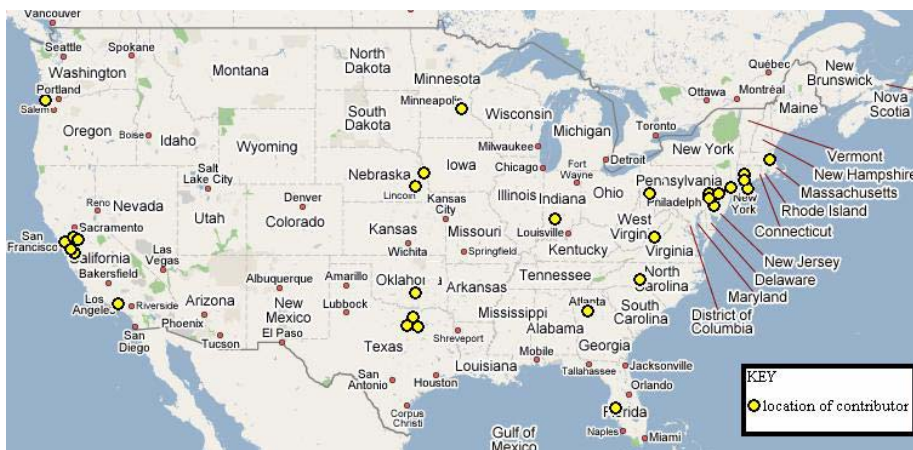 Vancouver
Seattle
Spokane
Washington
Portland
Salem
Oregon
Boise
Idaho
Montana
North
Dakota
South
Dakota
Minnesota
Minneapolis
Wisconsin
Michigan
Milwaukee
Chicago
Detroit
Toronto
Ottawa
Montréal
Québec
New
Brunswick
Nova
Scotia
Maine
Vermont
New Hampshire
Massachusetts
Rhode Island
Connecticut
New York
New
York
New Jersey
Delaware
Maryland
District of
Columbia
Pennsylvania
Philadelph
Wyoming
Nebraska
Lincoln
Iowa
Illinois
Indiana
Fort
Wayne
Ohio
West
Virgin
Virginia
Salt
Lake City
Reno
Nevada
Utah
Denver
Colorado
Kansas
Kansas
City
Missouri
Wichita
Springfield
Louisville
Kentucky
Sacramento
San
Francisco
California
Bakersfield
Las
Vegas
Los
Angeles
Riverside
San
Diego
Arizona
Phoenix
Tucson
Albuquerque
New
Mexico
El Paso
Amarillo
Lubbock
Oklahom
Arkansas
Tennessee
North
Carolina
South
Carolina
Atlanta
Mississippi
Alabama
Georgia
Texas
Shreveport
Louisiana
Mobile
Tallahassee
Jacksonville
Orlando
Florida
Naples
Miami
San
Antonio
Houston
Corpus
Christi
Gulf of
Mexico
KEY
location of contributor